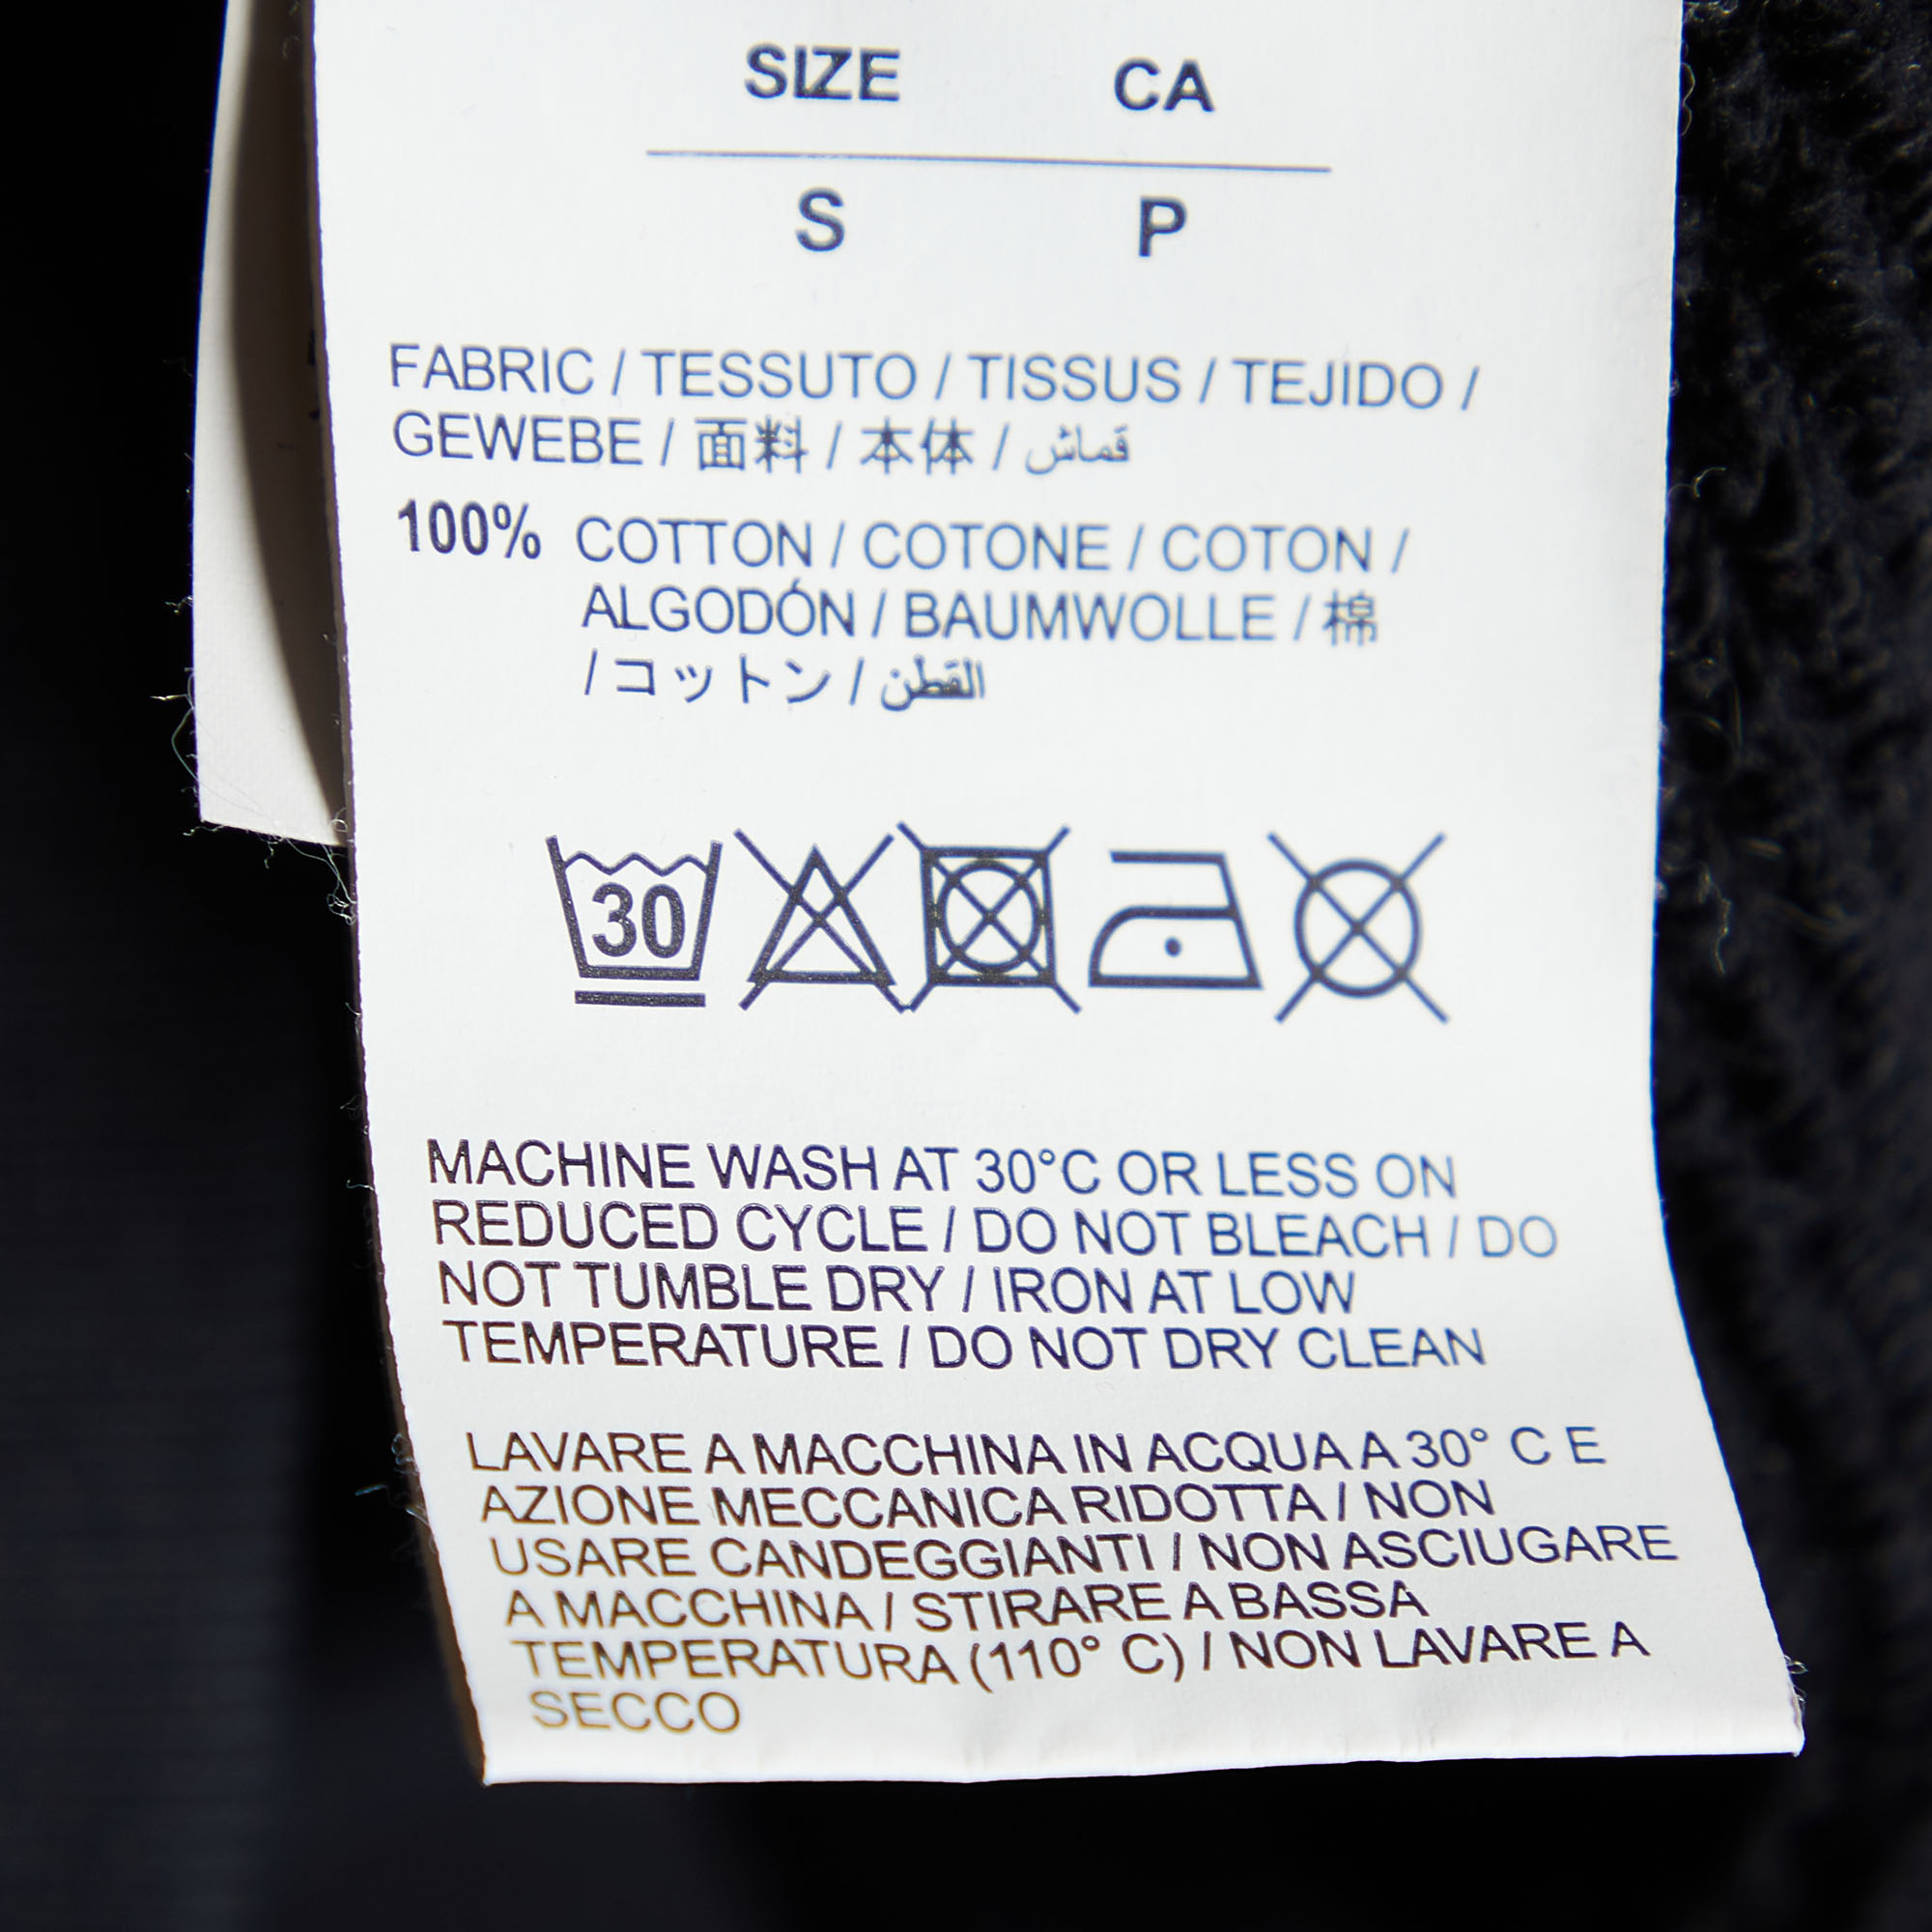 SIZE CA
S P
FABRIC / TESSUTO / TISSUS / TEJIDO /
GEWEBE / 面料 / 本体 / قماش
100% COTTON / COTONE / COTON /
ALGODÓN / BAUMWOLLE / 棉
/ コットン / القطن
30
MACHINE WASH AT 30°C OR LESS ON
REDUCED CYCLE / DO NOT BLEACH / DO
NOT TUMBLE DRY / IRON AT LOW
TEMPERATURE / DO NOT DRY CLEAN
LAVARE A MACCHINA IN ACQUA A 30° C E
AZIONE MECCANICA RIDOTTA / NON
USARE CANDEGGIANTI / NON ASCIUGARE
A MACCHINA / STIRARE A BASSA
TEMPERATURA (110° C) / NON LAVARE A
SECCO